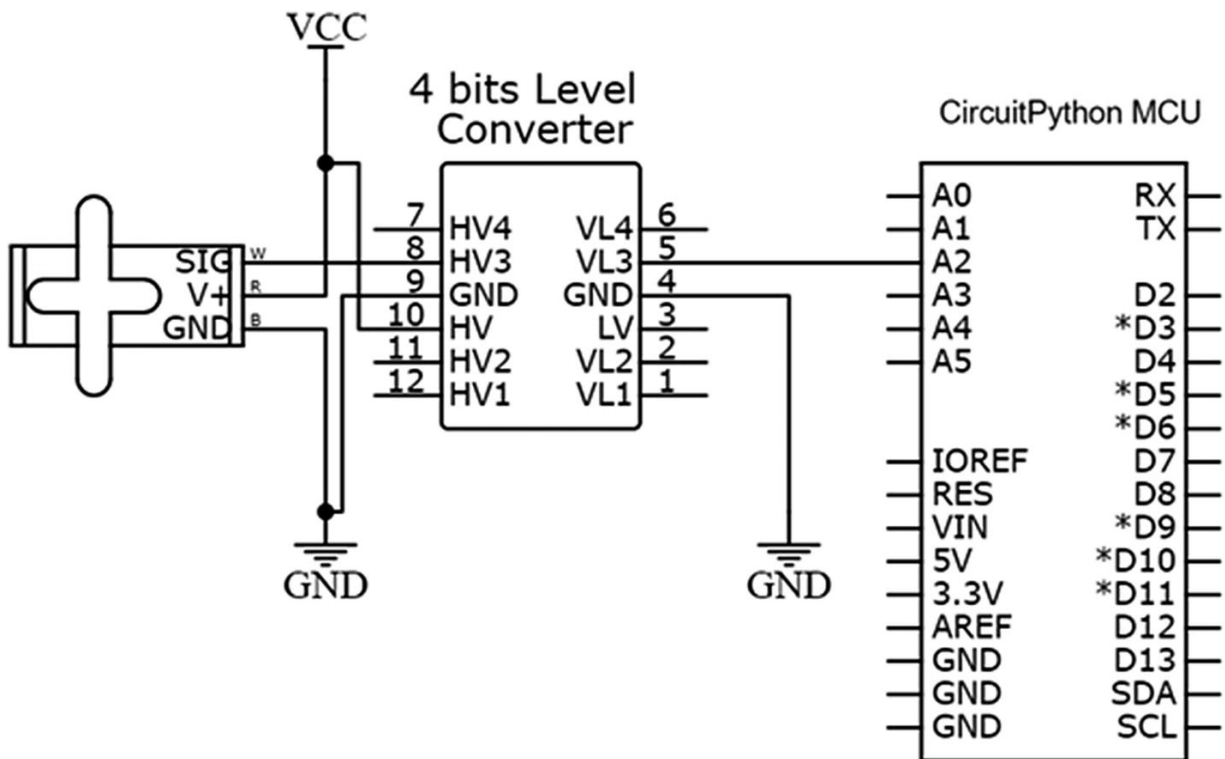 VCC
4 bits Level
Converter
CircuitPython MCU
SIG W
V+ R
GND B
7 HV4 VL4 6
8 HV3 VL3 5
9 GND GND 4
10 HV LV 3
11 HV2 VL2 2
12 HV1 VL1 1
GND
GND
A0 RX
A1 TX
A2
A3 D2
A4 *D3
A5 D4
*D5
*D6
IOREF D7
RES D8
VIN *D9
5V *D10
3.3V *D11
AREF D12
GND D13
GND SDA
GND SCL